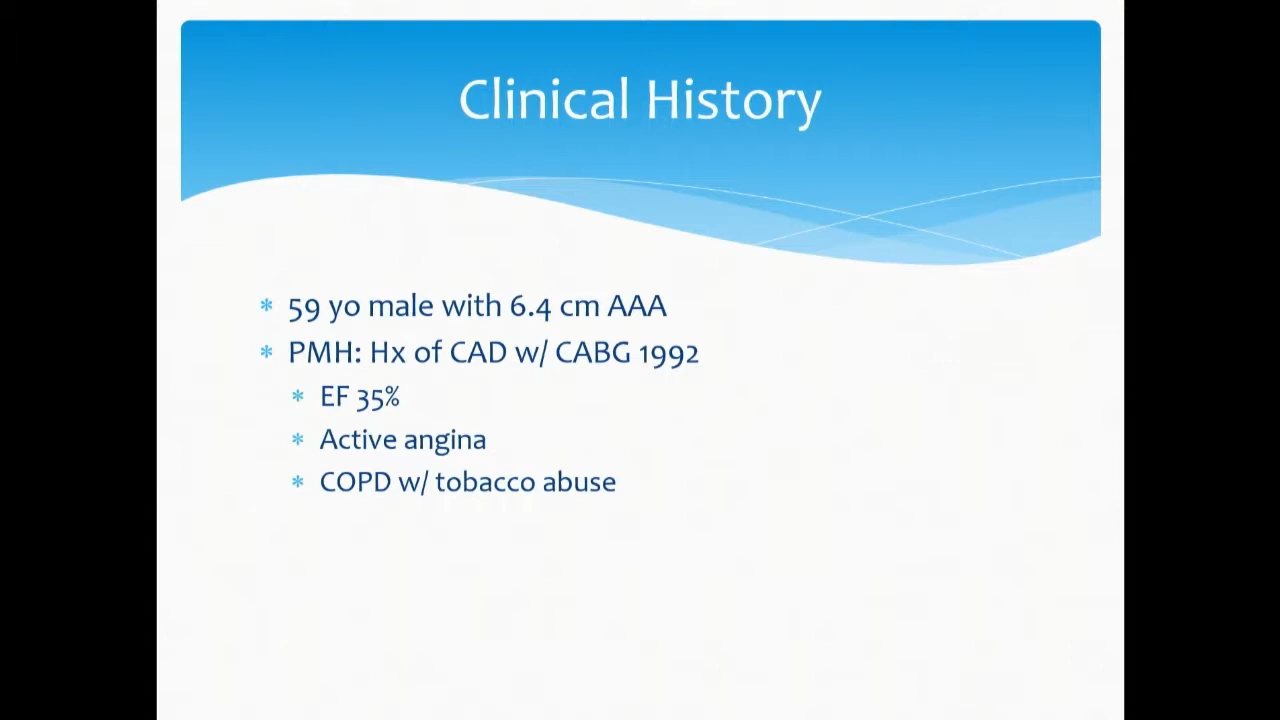 Clinical History
* 59 yo male with 6.4 cm AAA
* PMH: Hx of CAD w/ CABG 1992
* EF 35%
* Active angina
* COPD w/ tobacco abuse